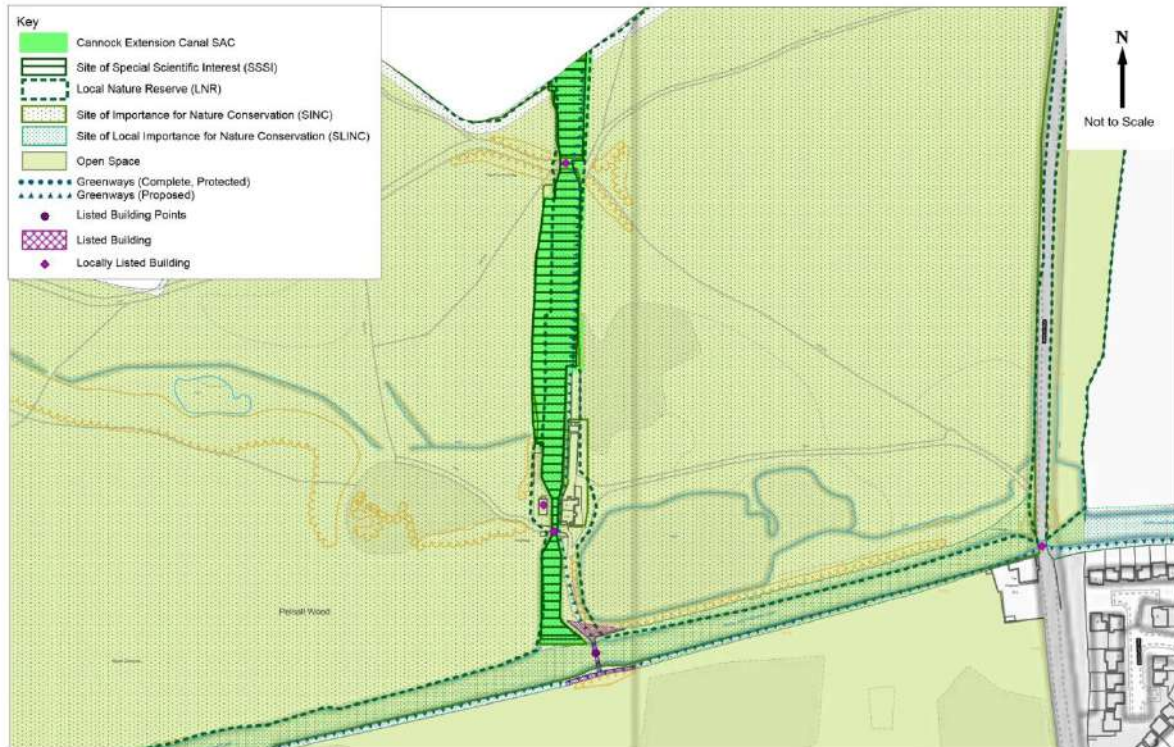 Key
Cannock Extension Canal SAC
Site of Special Scientific Interest (SSSI)
Local Nature Reserve (LNR)
Site of Importance for Nature Conservation (SINC)
Site of Local Importance for Nature Conservation (SLINC)
Open Space
Greenways (Complete, Protected)
Greenways (Proposed)
Listed Building Points
Listed Building
Locally Listed Building
N
Not to Scale
Pelsall Wood